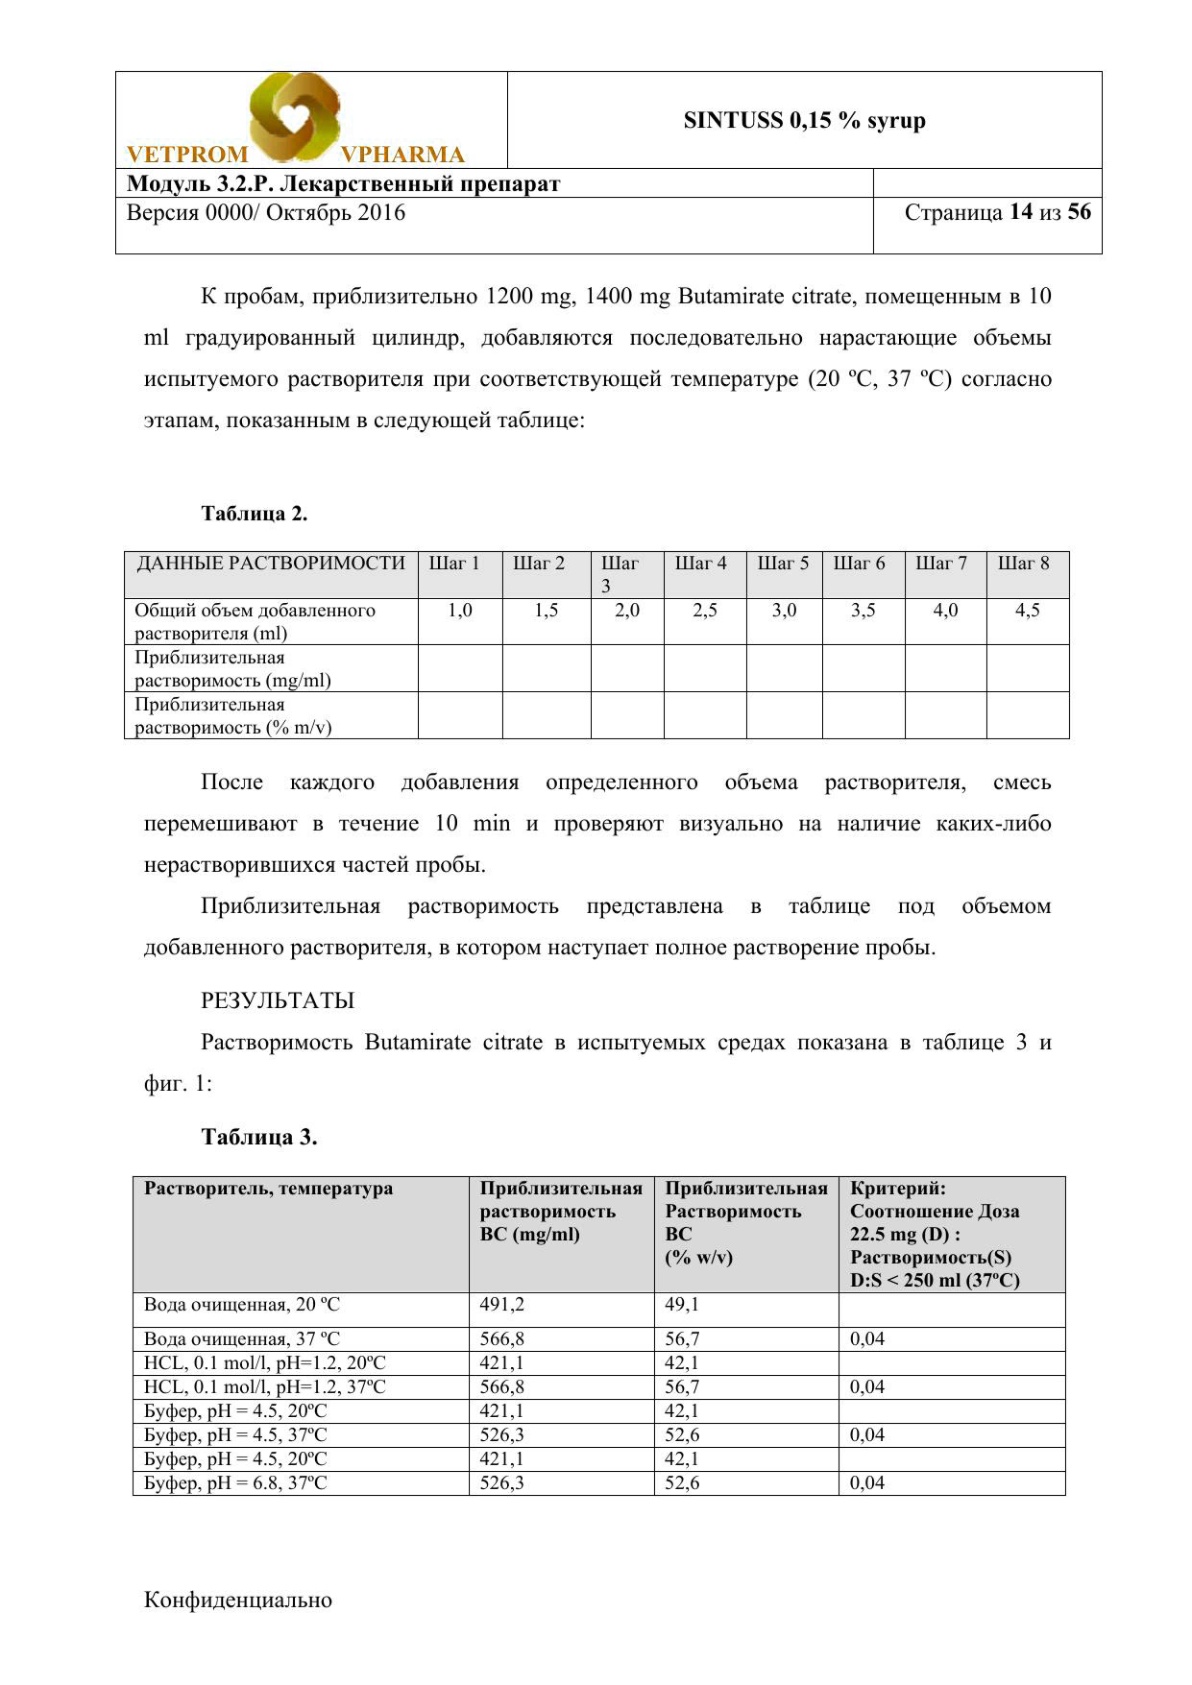 VETPROM VPHARMA
SINTUSS 0,15 % syrup
Модуль 3.2.P. Лекарственный препарат
Версия 0000/ Октябрь 2016
Страница 14 из 56
К пробам, приблизительно 1200 mg, 1400 mg Butamirate citrate, помещенным в 10
ml градуированный цилиндр, добавляются последовательно нарастающие объемы
испытуемого растворителя при соответствующей температуре (20 ºC, 37 ºC) согласно
этапам, показанным в следующей таблице:
Таблица 2.
ДАННЫЕ РАСТВОРИМОСТИ Шаг 1 Шаг 2 Шаг 3 Шаг 4 Шаг 5 Шаг 6 Шаг 7 Шаг 8
Общий объем добавленного
растворителя (ml) 1,0 1,5 2,0 2,5 3,0 3,5 4,0 4,5
Приблизительная
растворимость (mg/ml)
Приблизительная
растворимость (% m/v)
После каждого добавления определенного объема растворителя, смесь
перемешивают в течение 10 min и проверяют визуально на наличие каких-либо
нерастворившихся частей пробы.
Приблизительная растворимость представлена в таблице под объемом
добавленного растворителя, в котором наступает полное растворение пробы.
РЕЗУЛЬТАТЫ
Растворимость Butamirate citrate в испытуемых средах показана в таблице 3 и
фиг. 1:
Таблица 3.
Растворитель, температура
Приблизительная
растворимость
BC (mg/ml)
Приблизительная
Растворимость
BC
(% w/v)
Критерий:
Соотношение Доза
22.5 mg (D) :
Растворимость(S)
D:S < 250 ml (37ºC)
Вода очищенная, 20 ºC 491,2 49,1
Вода очищенная, 37 ºC 566,8 56,7 0,04
HCL, 0.1 mol/l, pH=1.2, 20ºC 421,1 42,1
HCL, 0.1 mol/l, pH=1.2, 37ºC 566,8 56,7 0,04
Буфер, pH = 4.5, 20ºC 421,1 42,1
Буфер, pH = 4.5, 37ºC 526,3 52,6 0,04
Буфер, pH = 4.5, 20ºC 421,1 42,1
Буфер, pH = 6.8, 37ºC 526,3 52,6 0,04
Конфиденциально